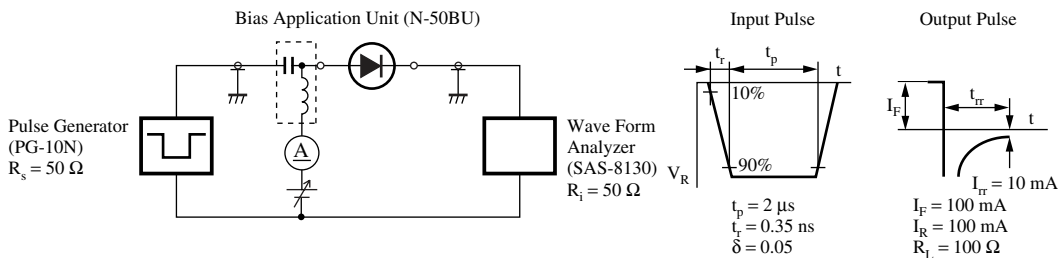 Bias Application Unit (N-50BU)
Pulse Generator
(PG-10N)
R_s = 50 Ω
A
Wave Form
Analyzer
(SAS-8130)
R_i = 50 Ω
Input Pulse
t_r
t_p
t
10%
90%
V_R
t_p = 2 μs
t_r = 0.35 ns
δ = 0.05
Output Pulse
I_F
t_rr
t
I_rr = 10 mA
I_F = 100 mA
I_R = 100 mA
R_L = 100 Ω